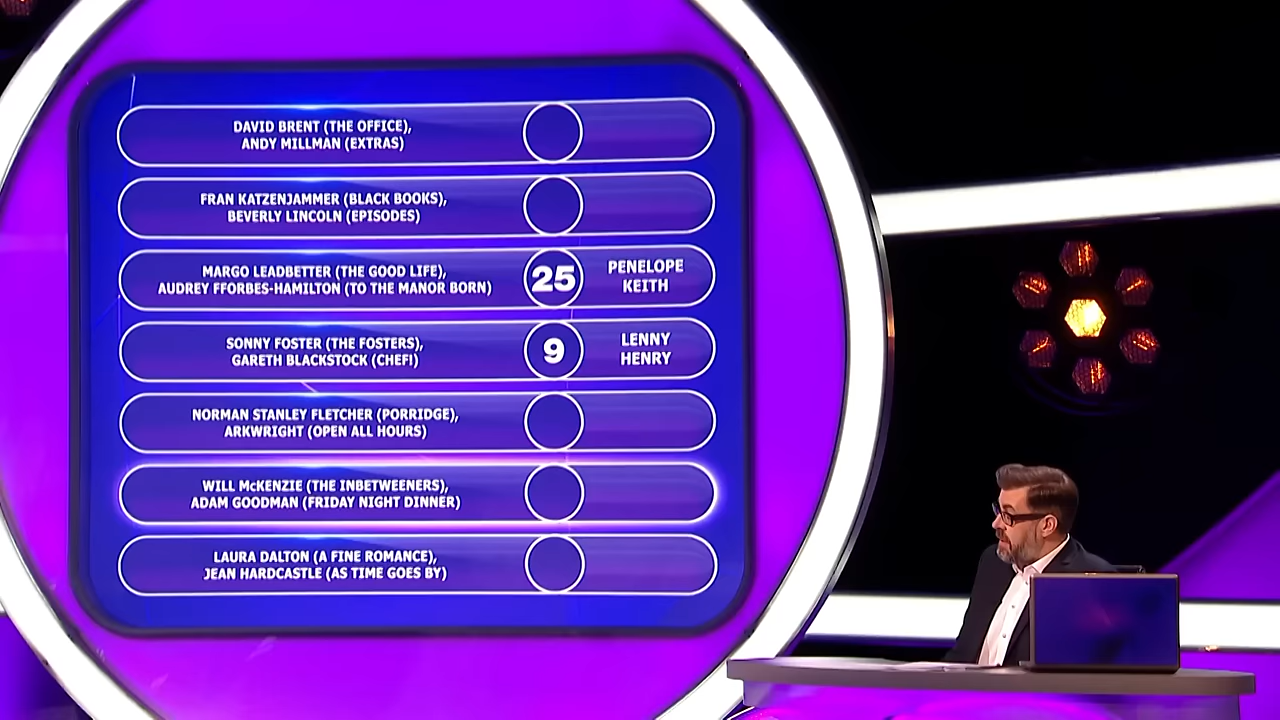 DAVID BRENT (THE OFFICE),
ANDY MILLMAN (EXTRAS)
FRAN KATZENJAMMER (BLACK BOOKS),
BEVERLY LINCOLN (EPISODES)
MARGO LEADBETTER (THE GOOD LIFE),
AUDREY FFORBES-HAMILTON (TO THE MANOR BORN)
25
PENELOPE
KEITH
SONNY FOSTER (THE FOSTERS),
GARETH BLACKSTOCK (CHEF!)
9
LENNY
HENRY
NORMAN STANLEY FLETCHER (PORRIDGE),
ARKWRIGHT (OPEN ALL HOURS)
WILL McKENZIE (THE INBETWEENERS),
ADAM GOODMAN (FRIDAY NIGHT DINNER)
LAURA DALTON (A FINE ROMANCE),
JEAN HARDCASTLE (AS TIME GOES BY)